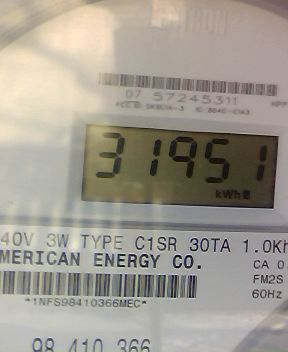 07 57245311
31951
kWh
40V 3W TYPE C1SR 30TA 1.0Kh
MERICAN ENERGY CO.
CA 0.
FM2S
60Hz
*1NFS98410366MEC*
98 410 366